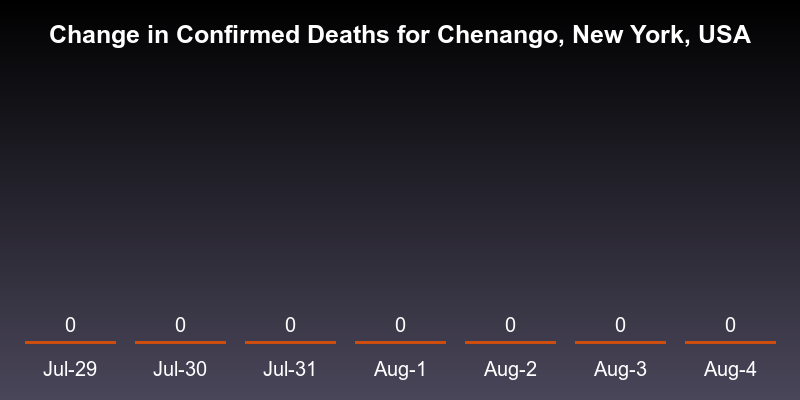 Change in Confirmed Deaths for Chenango, New York, USA
0 0 0 0 0 0 0
Jul-29 Jul-30 Jul-31 Aug-1 Aug-2 Aug-3 Aug-4